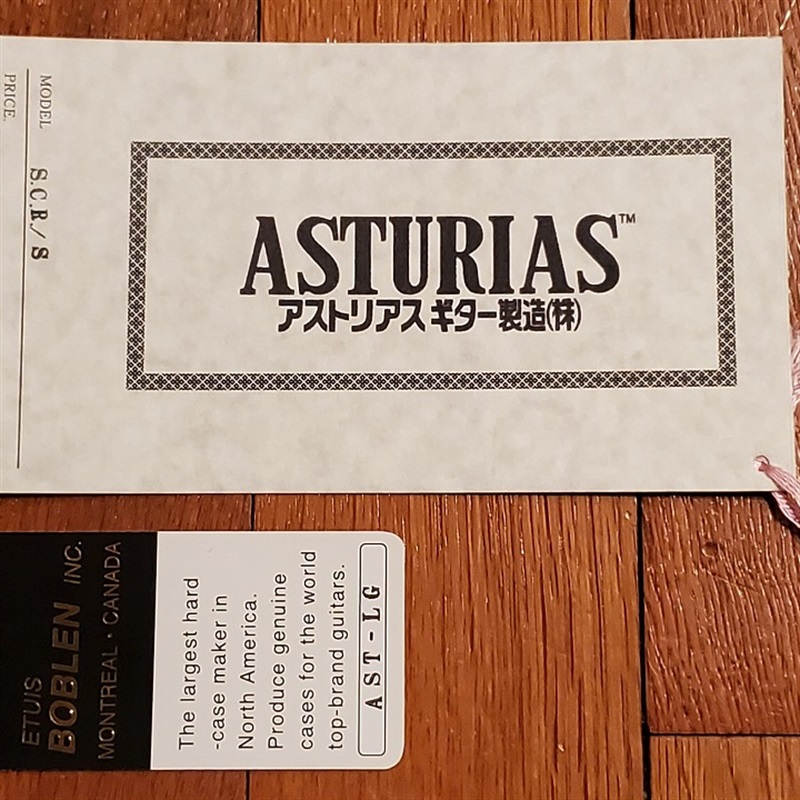 ASTURIAS™
アストリアスギター製造(株)
MODEL S.C.R/S
PRICE.
ETUIS
BOBLEN INC.
MONTREAL・CANADA
The largest hard
-case maker in
North America.
Produce genuine
cases for the world
top-brand guitars.
AST-LG